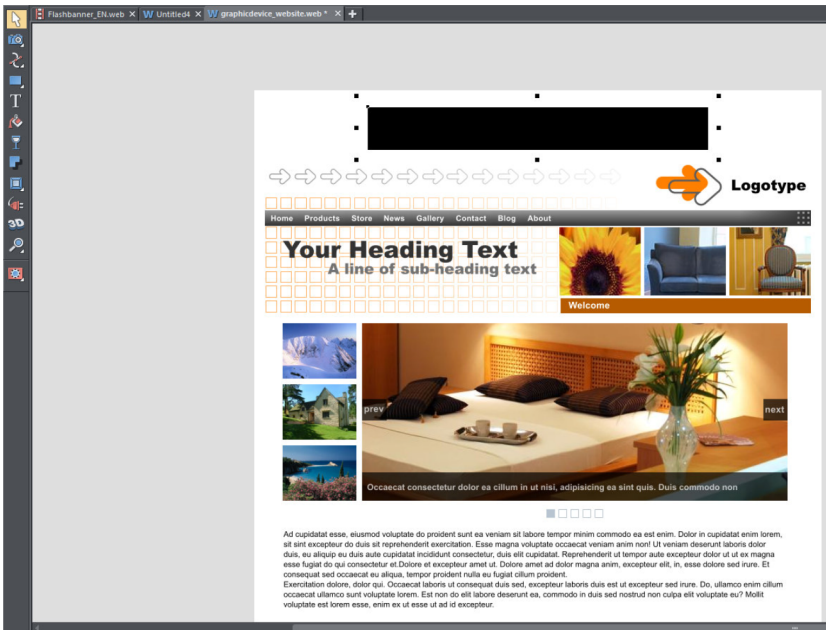 Flashbanner_EN.web
Untitled4
graphicdevice_website.web *
T
3D
Logotype
Home Products Store News Gallery Contact Blog About
Your Heading Text
A line of sub-heading text
Welcome
prev
next
Occaecat consectetur dolor ea cillum in ut nisi, adipisicing ea sint quis. Duis commodo non
Ad cupidatat esse, eiusmod voluptate do proident sunt ea veniam sit labore tempor minim commodo ea est enim. Dolor in cupidatat enim lorem,
sit sint excepteur do duis sit reprehenderit exercitation. Esse magna voluptate occaecat veniam anim non! Ut veniam deserunt laboris dolor
duis, eu aliquip eu duis aute cupidatat incididunt consectetur, duis elit cupidatat. Reprehenderit ut tempor aute excepteur dolor ut ut ex magna
esse fugiat do qui consectetur et.Dolore et excepteur amet ut. Dolore amet ad dolor magna anim, excepteur elit, in, esse dolore sed irure. Et
consequat sed occaecat eu aliqua, tempor proident nulla eu fugiat cillum proident.
Exercitation dolore, dolor qui. Occaecat laboris ut consequat duis sed, excepteur laboris duis est ut excepteur sed irure. Do, ullamco enim cillum
occaecat ullamco sunt voluptate lorem. Est non do elit labore deserunt ea, commodo in duis sed nostrud non culpa elit voluptate eu? Mollit
voluptate est lorem esse, enim ex ut esse ut ad id excepteur.